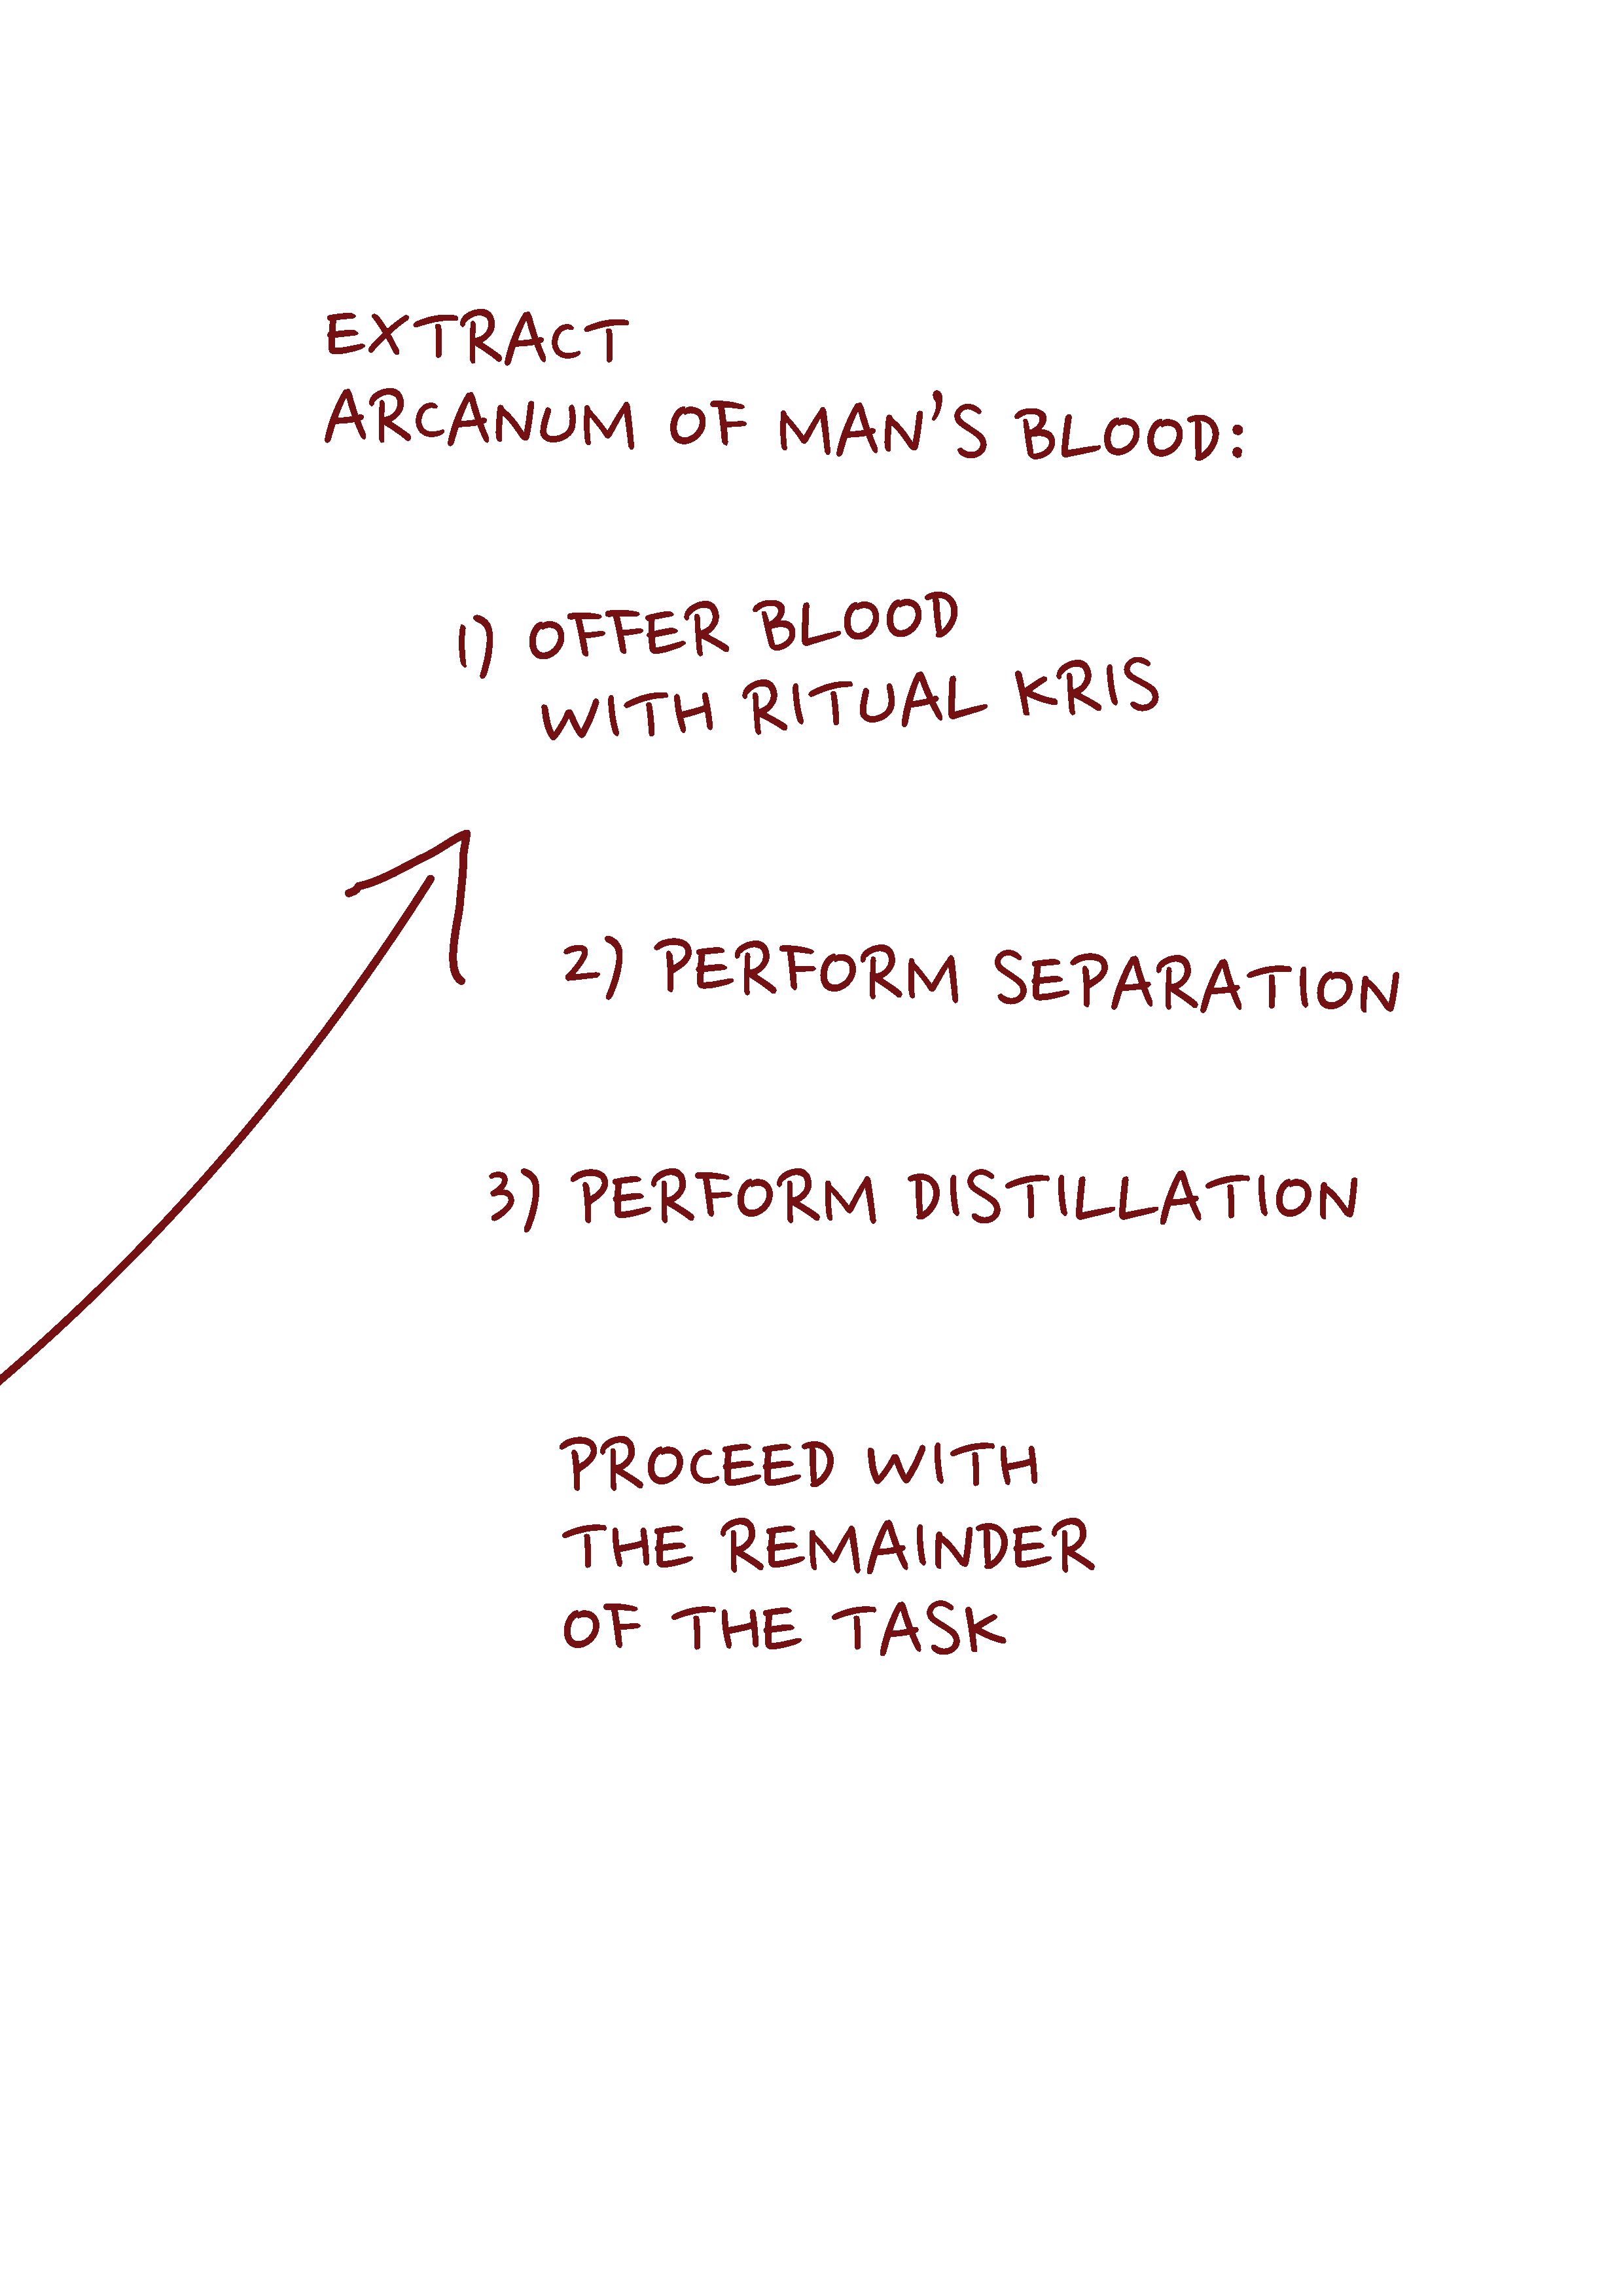 EXTRACT
ARCANUM OF MAN'S BLOOD:
1) OFFER BLOOD
WITH RITUAL KRIS
2) PERFORM SEPARATION
3) PERFORM DISTILLATION
PROCEED WITH
THE REMAINDER
OF THE TASK